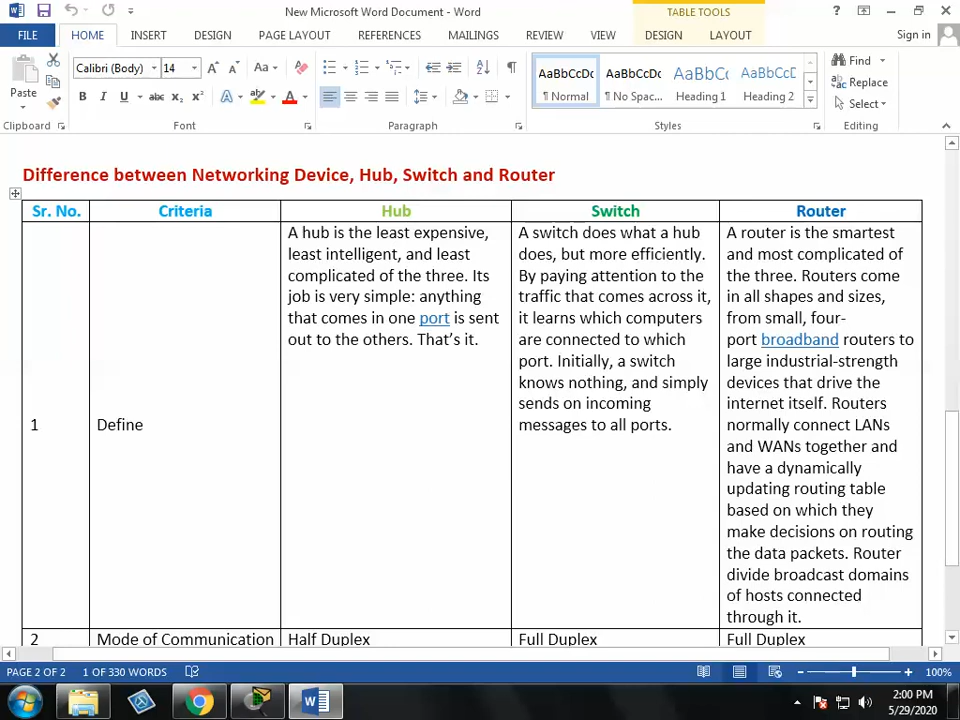 New Microsoft Word Document - Word
TABLE TOOLS
?
Sign in
FILE
HOME
INSERT
DESIGN
PAGE LAYOUT
REFERENCES
MAILINGS
REVIEW
VIEW
DESIGN
LAYOUT
Paste
Calibri (Body)
14
Aa
B I U abc x₂ x² A A
AaBbCcDc AaBbCcDc AaBbCc AaBbCcE
¶ Normal ¶ No Spac... Heading 1 Heading 2
Find
Replace
Select
Clipboard
Font
Paragraph
Styles
Editing
Difference between Networking Device, Hub, Switch and Router
Sr. No. Criteria Hub Switch Router
1
Define
A hub is the least expensive,
least intelligent, and least
complicated of the three. Its
job is very simple: anything
that comes in one port is sent
out to the others. That's it.
A switch does what a hub
does, but more efficiently.
By paying attention to the
traffic that comes across it,
it learns which computers
are connected to which
port. Initially, a switch
knows nothing, and simply
sends on incoming
messages to all ports.
A router is the smartest
and most complicated of
the three. Routers come
in all shapes and sizes,
from small, four-
port broadband routers to
large industrial-strength
devices that drive the
internet itself. Routers
normally connect LANs
and WANs together and
have a dynamically
updating routing table
based on which they
make decisions on routing
the data packets. Router
divide broadcast domains
of hosts connected
through it.
2 Mode of Communication Half Duplex Full Duplex Full Duplex
PAGE 2 OF 2 1 OF 330 WORDS 100%
2:00 PM
5/29/2020